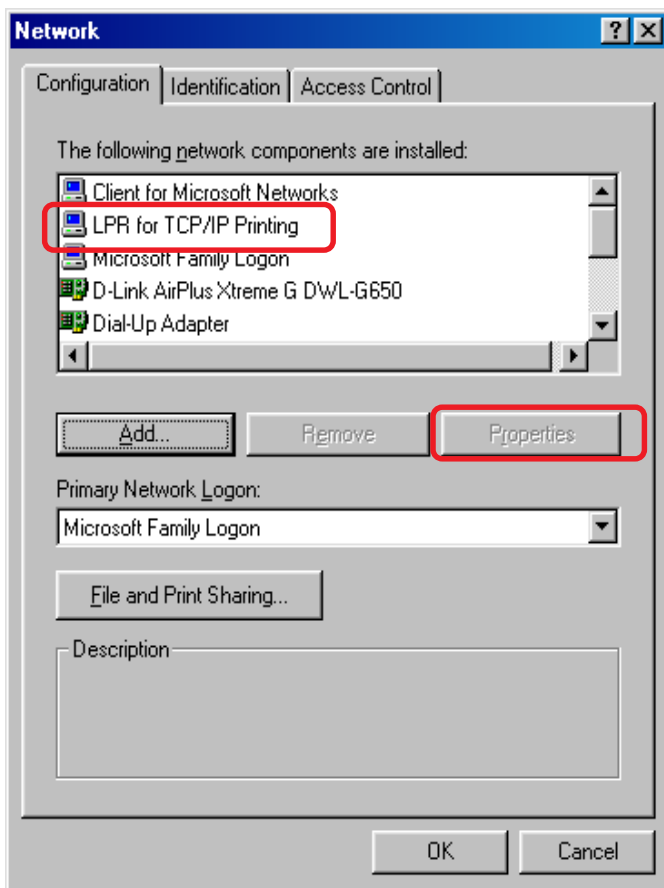 Network
Configuration Identification Access Control
The following network components are installed:
Client for Microsoft Networks
LPR for TCP/IP Printing
Microsoft Family Logon
D-Link AirPlus Xtreme G DWL-G650
Dial-Up Adapter
Add... Remove Properties
Primary Network Logon:
Microsoft Family Logon
File and Print Sharing...
Description
OK Cancel